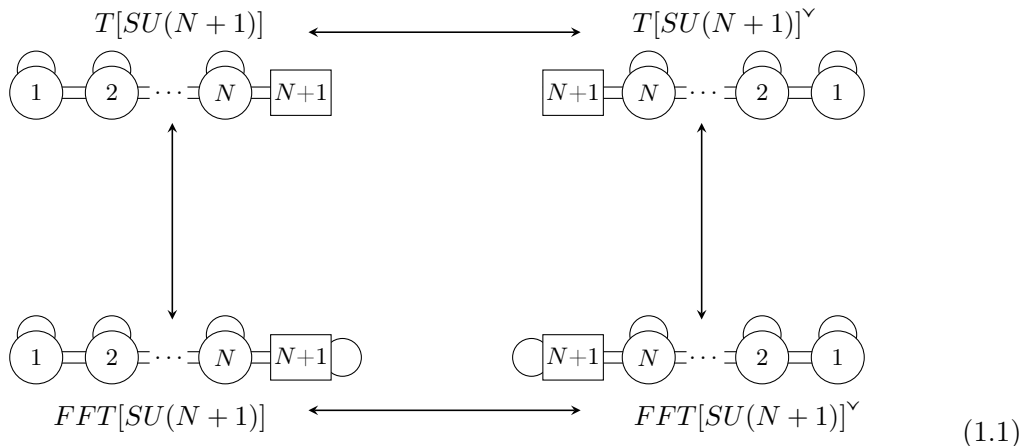 T[SU(N + 1)] T[SU(N + 1)]ˇ
1 2 ··· N N+1 N+1 N ··· 2 1
1 2 ··· N N+1 N+1 N ··· 2 1
FFT[SU(N + 1)] FFT[SU(N + 1)]ˇ
(1.1)